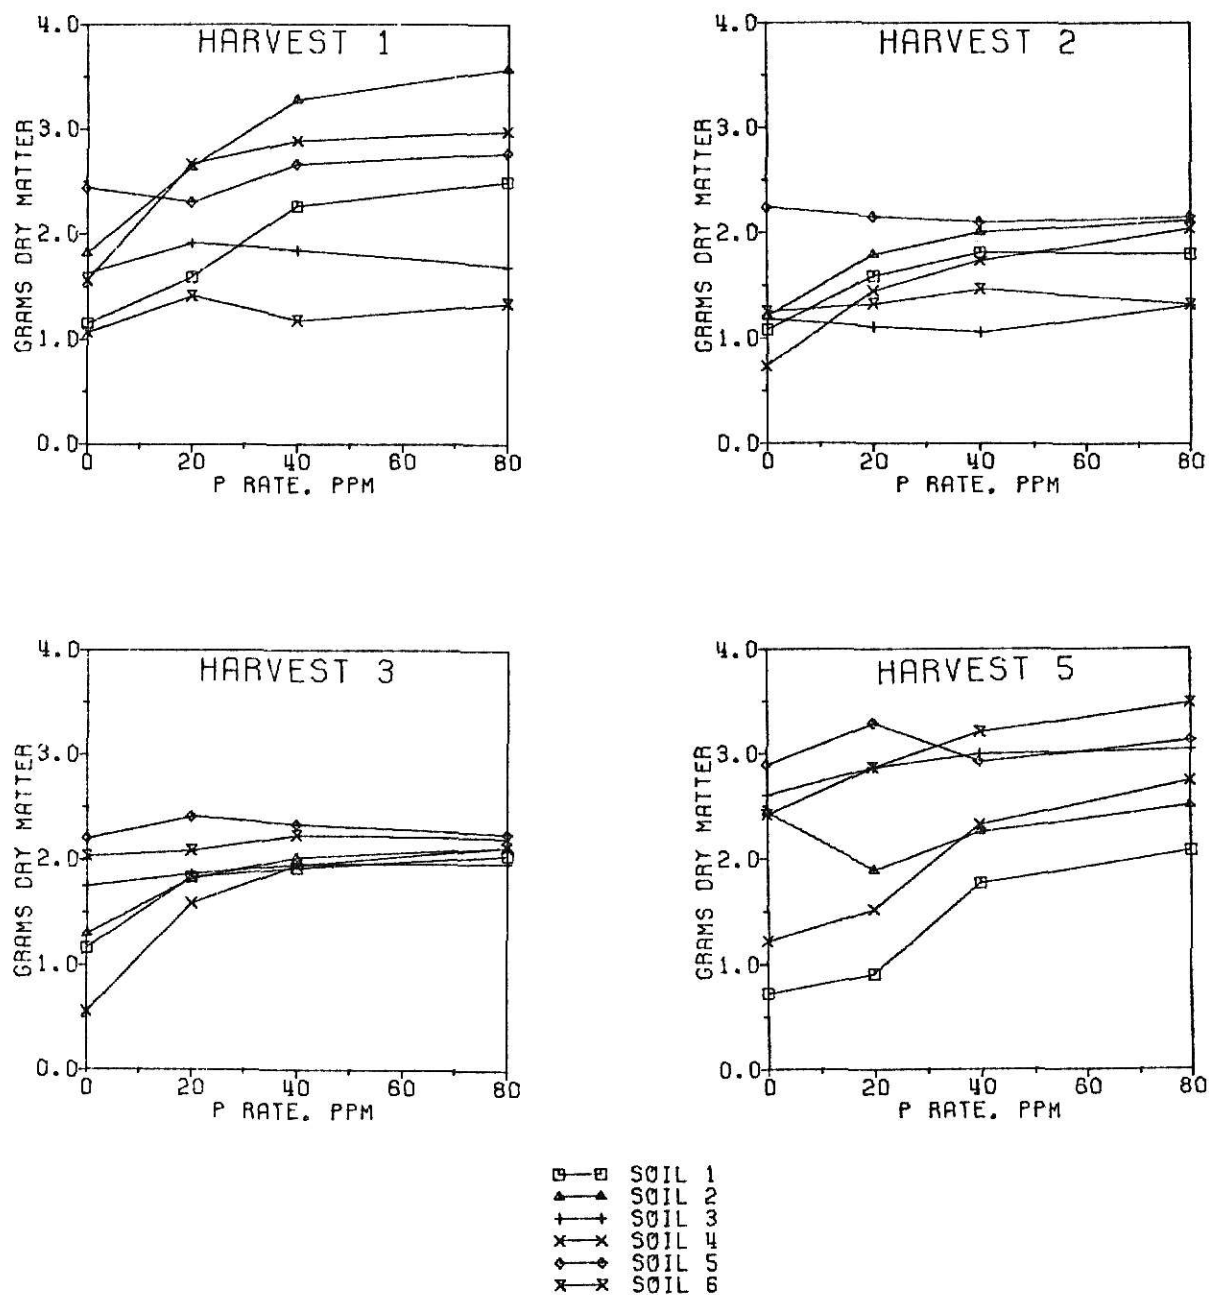 HARVEST 1
4.0
3.0
2.0
1.0
0.0
GRAMS DRY MATTER
0 20 40 60 80
P RATE. PPM
HARVEST 2
4.0
3.0
2.0
1.0
0.0
GRAMS DRY MATTER
0 20 40 60 80
P RATE. PPM
HARVEST 3
4.0
3.0
2.0
1.0
0.0
GRAMS DRY MATTER
0 20 40 60 80
P RATE. PPM
HARVEST 5
4.0
3.0
2.0
1.0
0.0
GRAMS DRY MATTER
0 20 40 60 80
P RATE. PPM
SOIL 1
SOIL 2
SOIL 3
SOIL 4
SOIL 5
SOIL 6